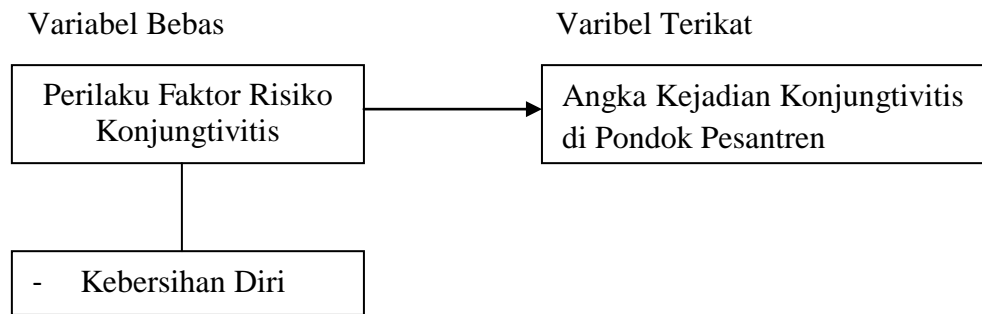 Variabel Bebas
Varibel Terikat
Perilaku Faktor Risiko
Konjungtivitis
Angka Kejadian Konjungtivitis
di Pondok Pesantren
- Kebersihan Diri